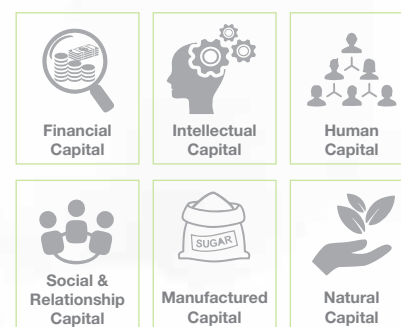 Financial
Capital
Intellectual
Capital
Human
Capital
Social &
Relationship
Capital
SUGAR
Manufactured
Capital
Natural
Capital